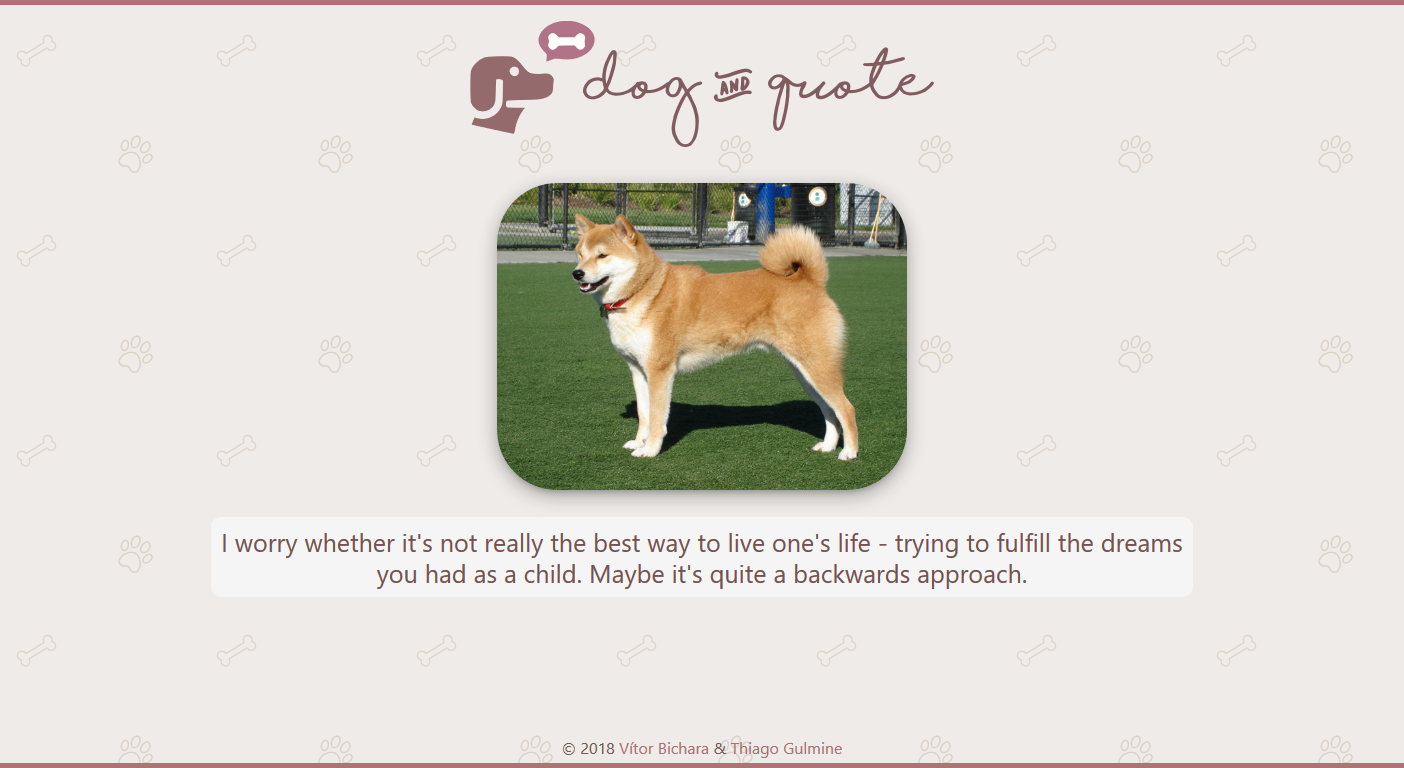 dog AND quote
I worry whether it's not really the best way to live one's life - trying to fulfill the dreams
you had as a child. Maybe it's quite a backwards approach.
© 2018 Vítor Bichara & Thiago Gulmine